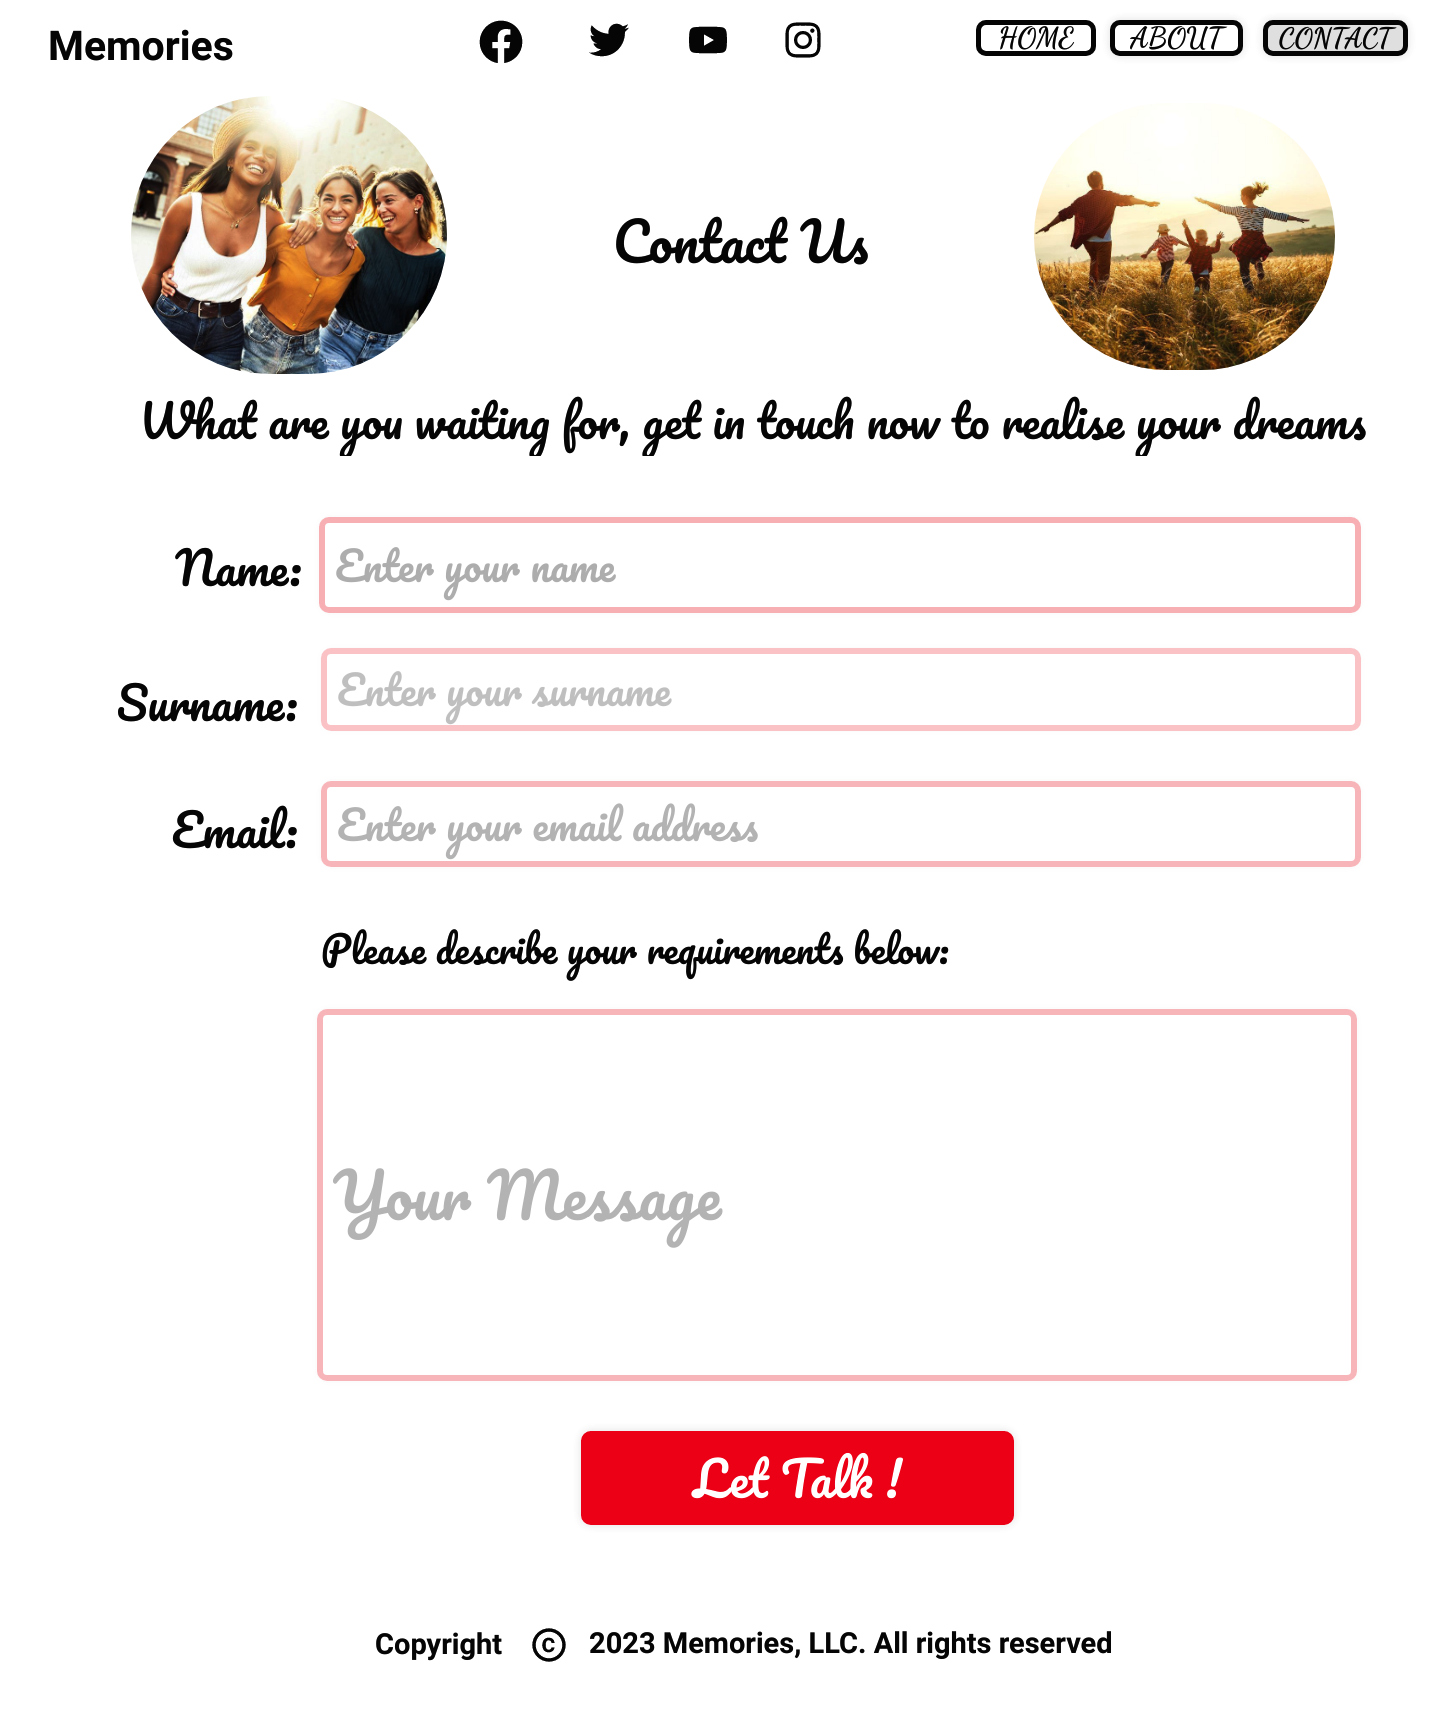 Memories
HOME
ABOUT
CONTACT
Contact Us
What are you waiting for, get in touch now to realise your dreams
Name:
Enter your name
Surname:
Enter your surname
Email:
Enter your email address
Please describe your requirements below:
Your Message
Let Talk !
Copyright © 2023 Memories, LLC. All rights reserved